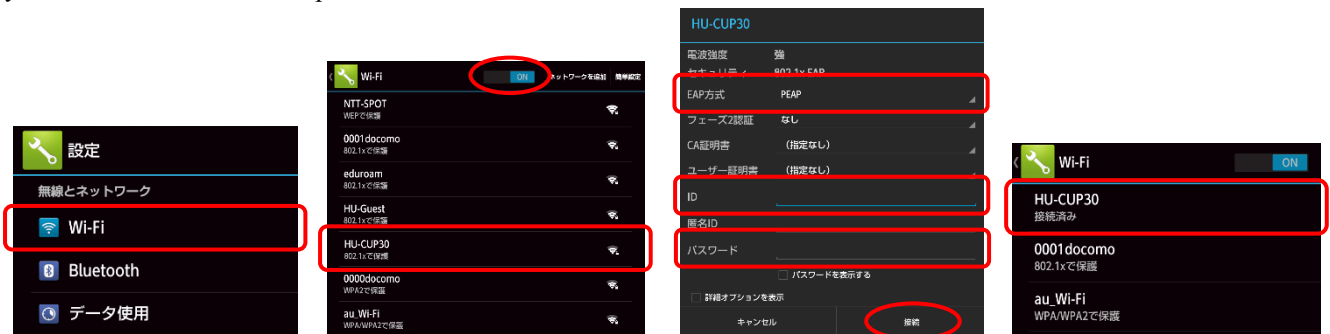 設定
無線とネットワーク
Wi-Fi
Bluetooth
データ使用
Wi-Fi
ON
ットワークを追加
簡単設定
NTT-SPOT
WEPで保護
0001docomo
802.1xで保護
eduroam
802.1xで保護
HU-Guest
802.1xで保護
HU-CUP30
802.1xで保護
0000docomo
WPA2で保護
au_Wi-Fi
WPA/WPA2で保護
HU-CUP30
電波強度 強
セキュリティ 802.1x EAP
EAP方式 PEAP
フェーズ2認証 なし
CA証明書 (指定なし)
ユーザー証明書 (指定なし)
ID
匿名ID
パスワード
パスワードを表示する
詳細オプションを表示
キャンセル 接続
Wi-Fi ON
HU-CUP30
接続済み
0001docomo
802.1xで保護
au_Wi-Fi
WPA/WPA2で保護